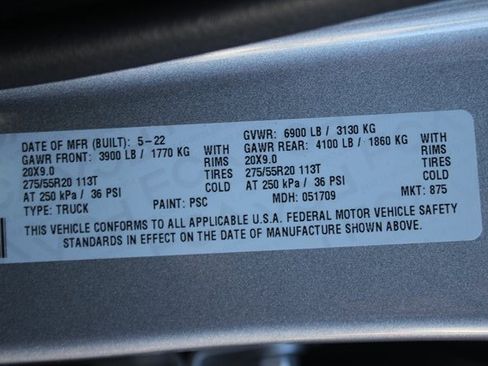 DATE OF MFR (BUILT): 5-22 GVWR: 6900 LB / 3130 KG
GAWR FRONT: 3900 LB / 1770 KG WITH GAWR REAR: 4100 LB / 1860 KG WITH
20X9.0 RIMS 20X9.0 RIMS
275/55R20 113T TIRES 275/55R20 113T TIRES
AT 250 kPa / 36 PSI COLD AT 250 kPa / 36 PSI COLD
TYPE: TRUCK PAINT: PSC MDH: 051709 MKT: 875
THIS VEHICLE CONFORMS TO ALL APPLICABLE U.S.A. FEDERAL MOTOR VEHICLE SAFETY
STANDARDS IN EFFECT ON THE DATE OF MANUFACTURE SHOWN ABOVE.